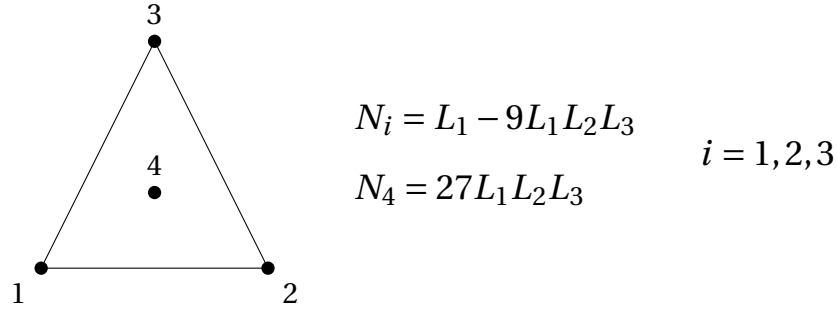 3
N_i = L_1 − 9L_1L_2L_3
i = 1,2,3
4
N_4 = 27L_1L_2L_3
1
2